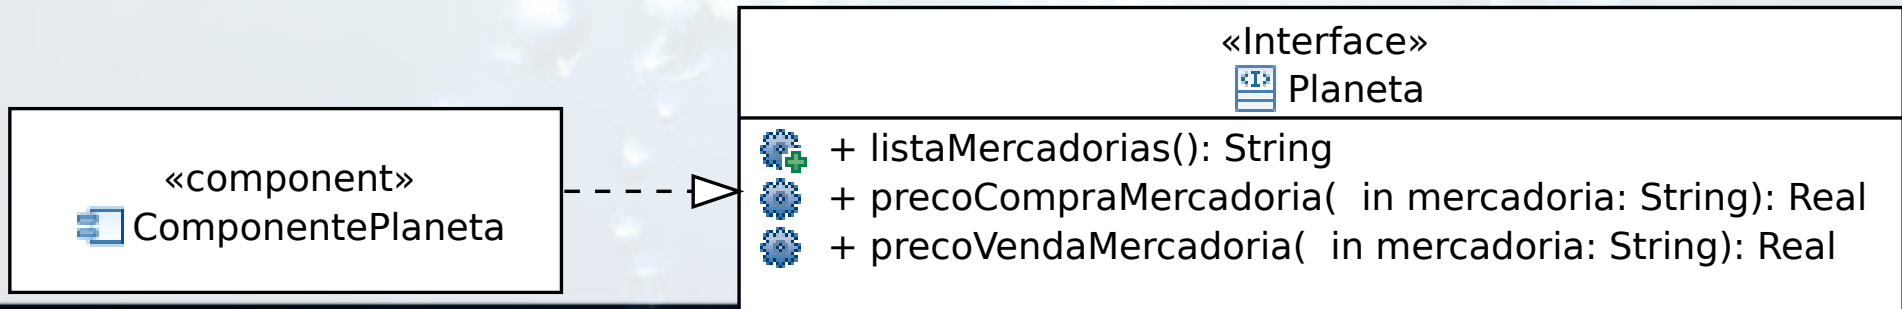 «component»
ComponentePlaneta
«Interface»
Planeta
+ listaMercadorias(): String
+ precoCompraMercadoria( in mercadoria: String): Real
+ precoVendaMercadoria( in mercadoria: String): Real